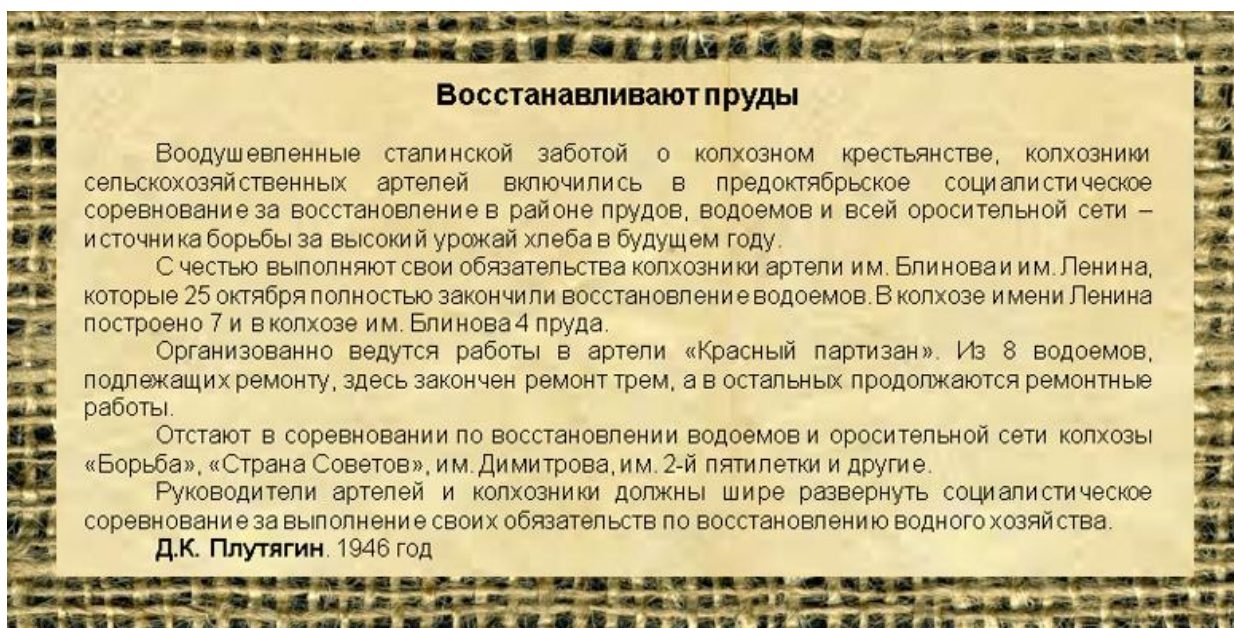 Восстанавливают пруды
Воодушевленные сталинской заботой о колхозном крестьянстве, колхозники
сельскохозяйственных артелей включились в предоктябрьское социалистическое
соревнование за восстановление в районе прудов, водоемов и всей оросительной сети –
источника борьбы за высокий урожай хлеба в будущем году.
С честью выполняют свои обязательства колхозники артели им. Блинова и им. Ленина,
которые 25 октября полностью закончили восстановление водоемов. В колхозе имени Ленина
построено 7 и в колхозе им. Блинова 4 пруда.
Организованно ведутся работы в артели «Красный партизан». Из 8 водоемов,
подлежащих ремонту, здесь закончен ремонт трем, а в остальных продолжаются ремонтные
работы.
Отстают в соревновании по восстановлении водоемов и оросительной сети колхозы
«Борьба», «Страна Советов», им. Димитрова, им. 2-й пятилетки и другие.
Руководители артелей и колхозники должны шире развернуть социалистическое
соревнование за выполнение своих обязательств по восстановлению водного хозяйства.
Д.К. Плутягин. 1946 год